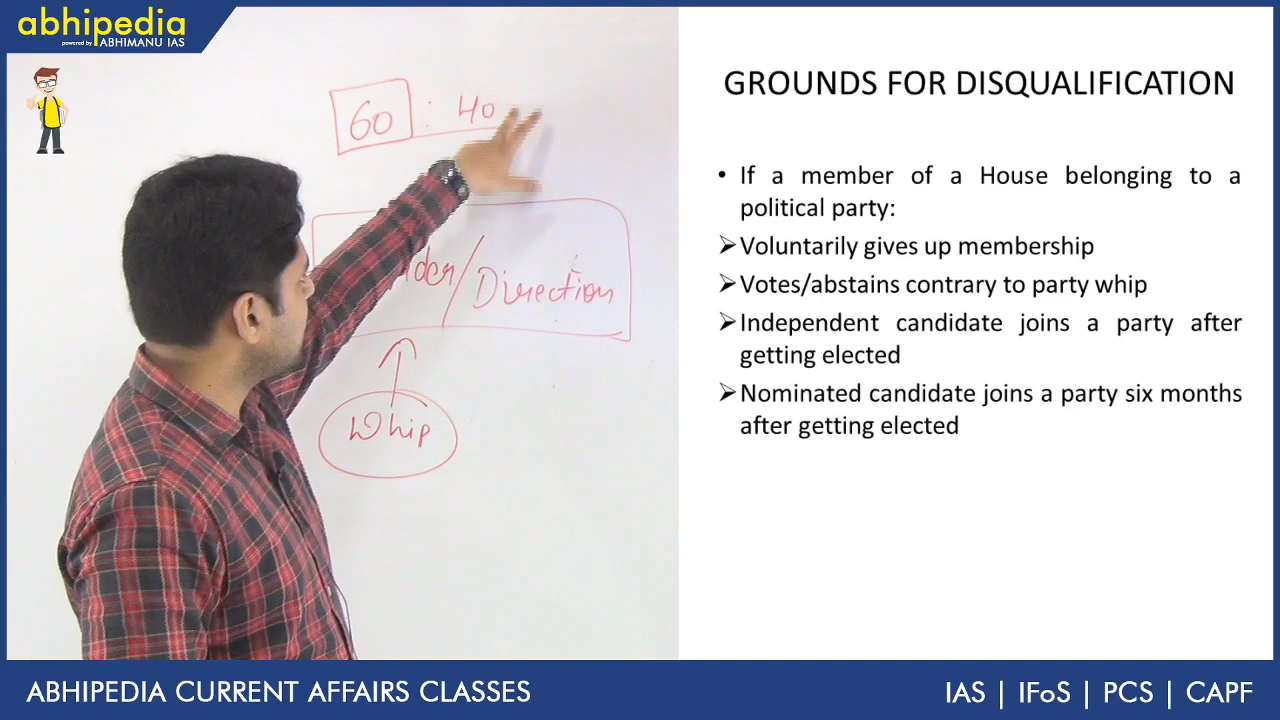 abhipedia
powered by ABHIMANU IAS
60 : 40
/Direction
Whip
GROUNDS FOR DISQUALIFICATION
• If a member of a House belonging to a
political party:
➢Voluntarily gives up membership
➢Votes/abstains contrary to party whip
➢Independent candidate joins a party after
getting elected
➢Nominated candidate joins a party six months
after getting elected
ABHIPEDIA CURRENT AFFAIRS CLASSES
IAS | IFoS | PCS | CAPF